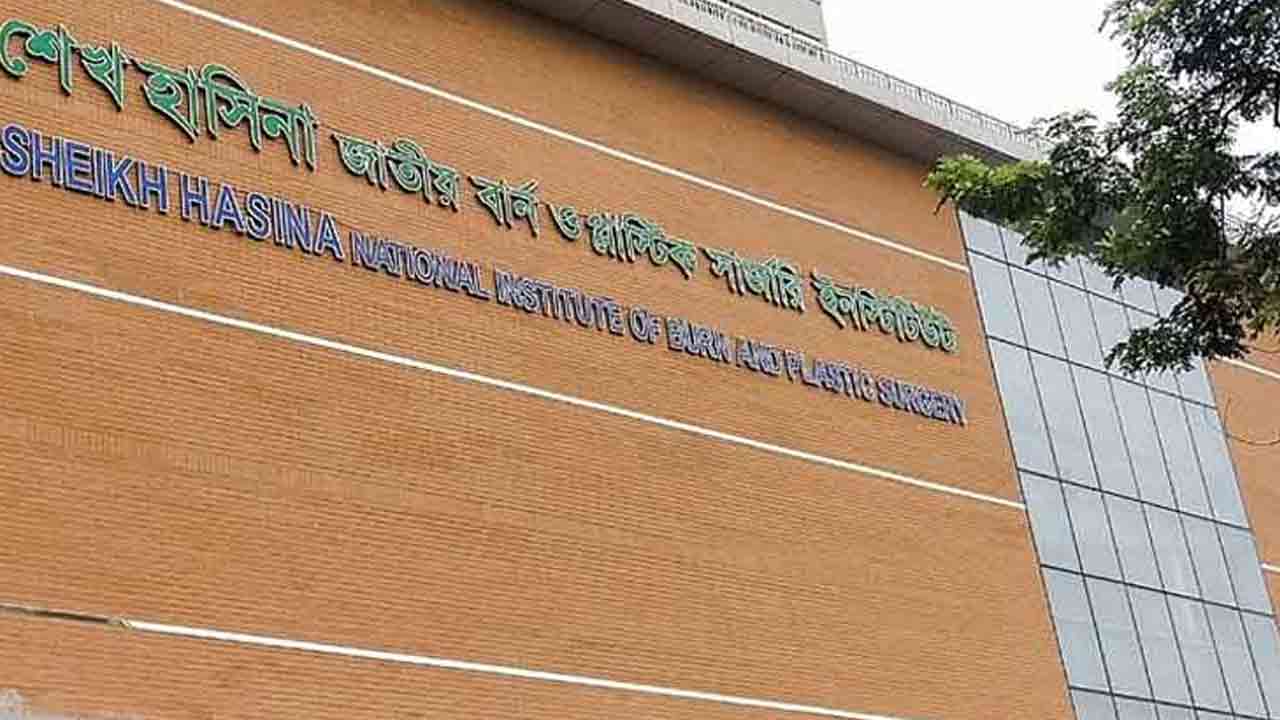 শেখ হাসিনা জাতীয় বার্ন ও প্লাস্টিক সার্জারি ইনস্টিটিউট
SHEIKH HASINA NATIONAL INSTITUTE OF BURN AND PLASTIC SURGERY